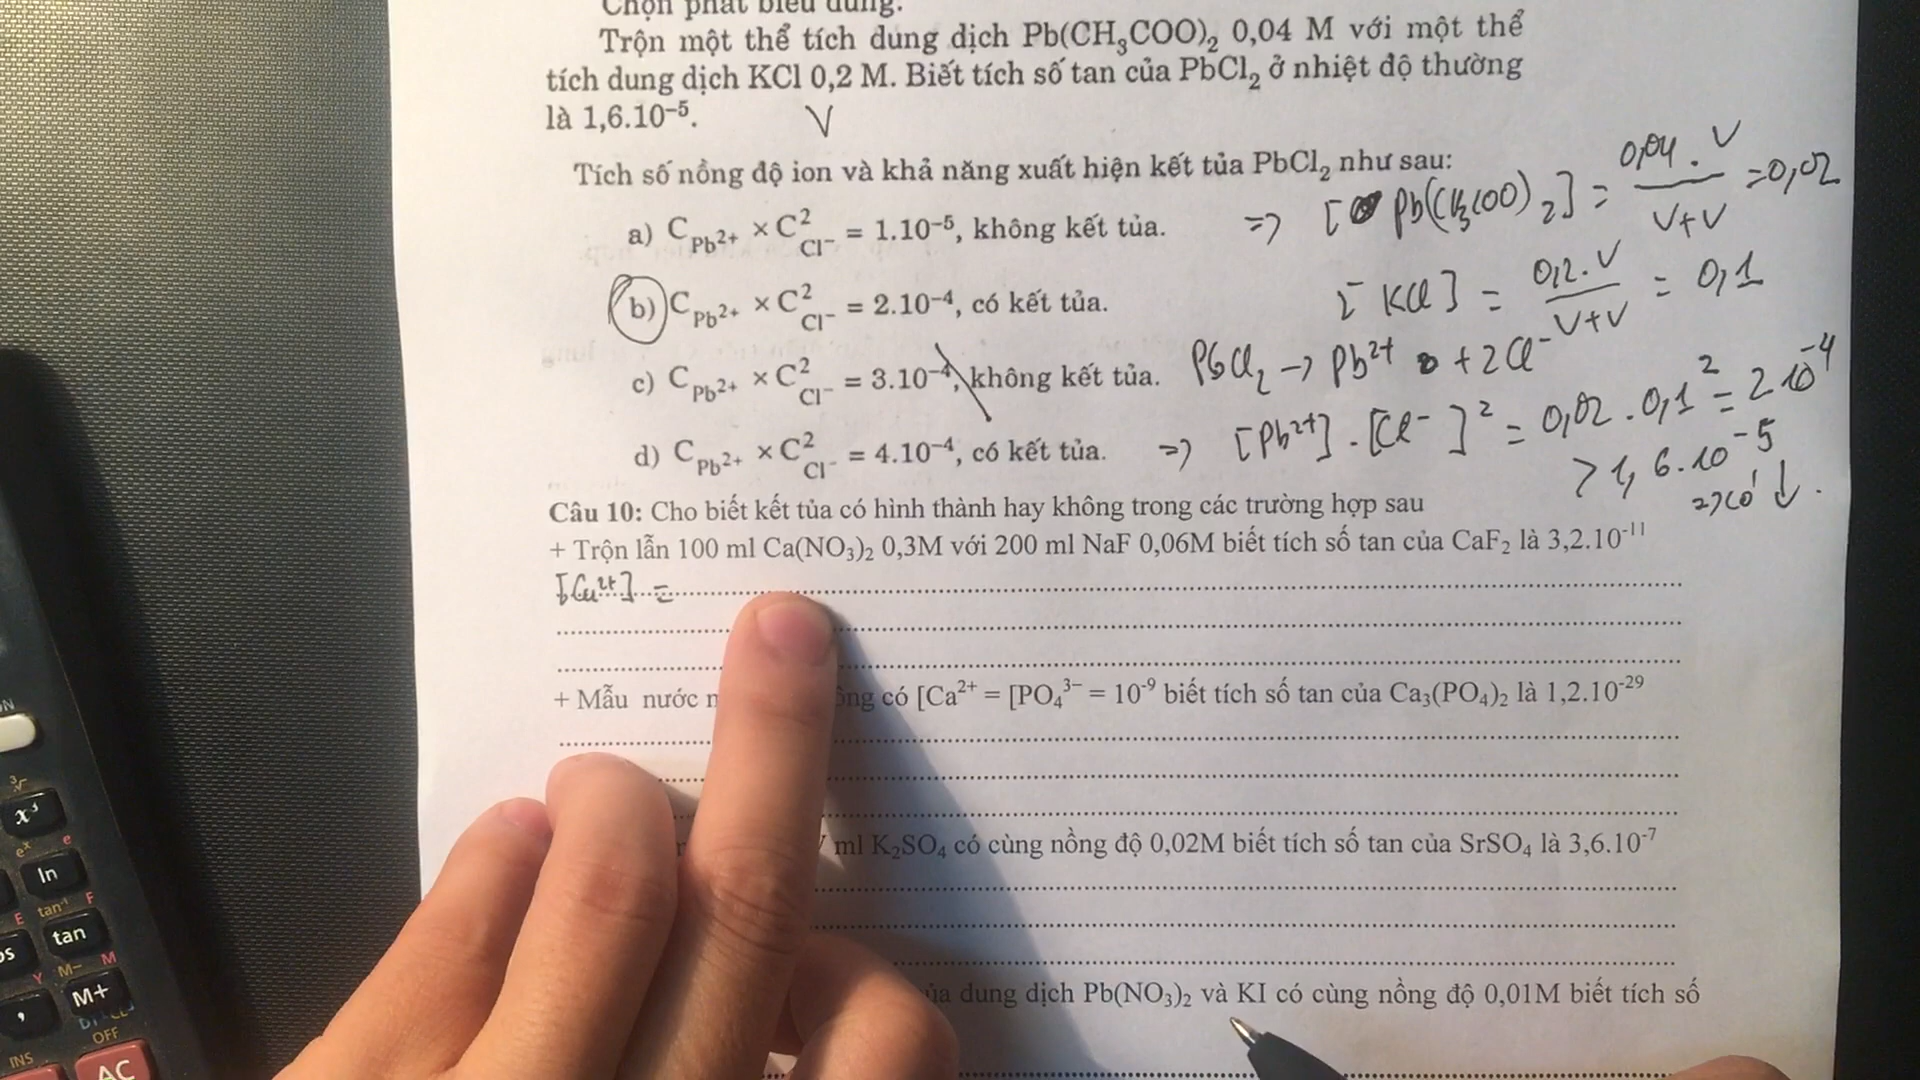 Chọn phát biểu đúng:
Trộn một thể tích dung dịch Pb(CH₃COO)₂ 0,04 M với một thể
tích dung dịch KCl 0,2 M. Biết tích số tan của PbCl₂ ở nhiệt độ thường
là 1,6.10⁻⁵.
V
Tích số nồng độ ion và khả năng xuất hiện kết tủa PbCl₂ như sau:
a) C_Pb²⁺ × C²_Cl⁻ = 1.10⁻⁵, không kết tủa.
=> [Pb(CH₃COO)₂] = 0,04 . V / V+V = 0,02
b) C_Pb²⁺ × C²_Cl⁻ = 2.10⁻⁴, có kết tủa.
[KCl] = 0,2 . V / V+V = 0,1
c) C_Pb²⁺ × C²_Cl⁻ = 3.10⁻⁴, không kết tủa.
PbCl₂ → Pb²⁺ + 2Cl⁻
d) C_Pb²⁺ × C²_Cl⁻ = 4.10⁻⁴, có kết tủa.
=> [Pb²⁺] . [Cl⁻]² = 0,02 . 0,1² = 2 10⁻⁴
> 1,6.10⁻⁵
=> có ↓.
Câu 10: Cho biết kết tủa có hình thành hay không trong các trường hợp sau
+ Trộn lẫn 100 ml Ca(NO₃)₂ 0,3M với 200 ml NaF 0,06M biết tích số tan của CaF₂ là 3,2.10⁻¹¹
[Ca²⁺] =
+ Mẫu nước có [Ca²⁺ = [PO₄³⁻ = 10⁻⁹ biết tích số tan của Ca₃(PO₄)₂ là 1,2.10⁻²⁹
ml K₂SO₄ có cùng nồng độ 0,02M biết tích số tan của SrSO₄ là 3,6.10⁻⁷
dung dịch Pb(NO₃)₂ và KI có cùng nồng độ 0,01M biết tích số
ON
³√
x³
eˣ
e
ln
E
tan⁻¹
F
tan
Y
M−
M
,
M+
OFF
INS
AC